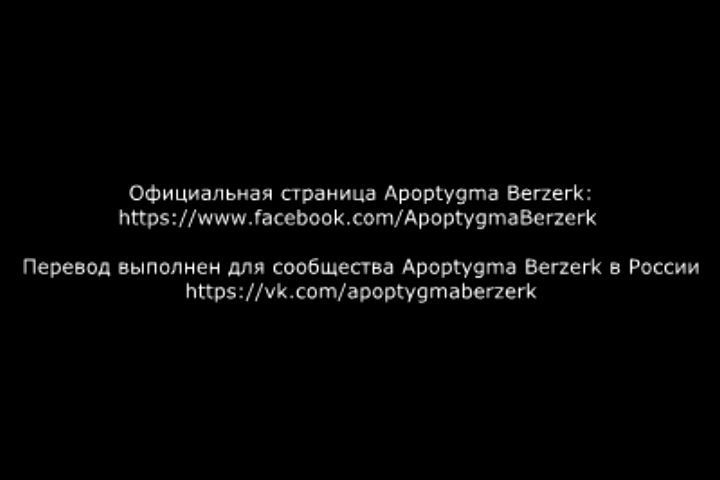 Официальная страница Apoptygma Berzerk:
https://www.facebook.com/ApoptygmaBerzerk
Перевод выполнен для сообщества Apoptygma Berzerk в России
https://vk.com/apoptygmaberzerk